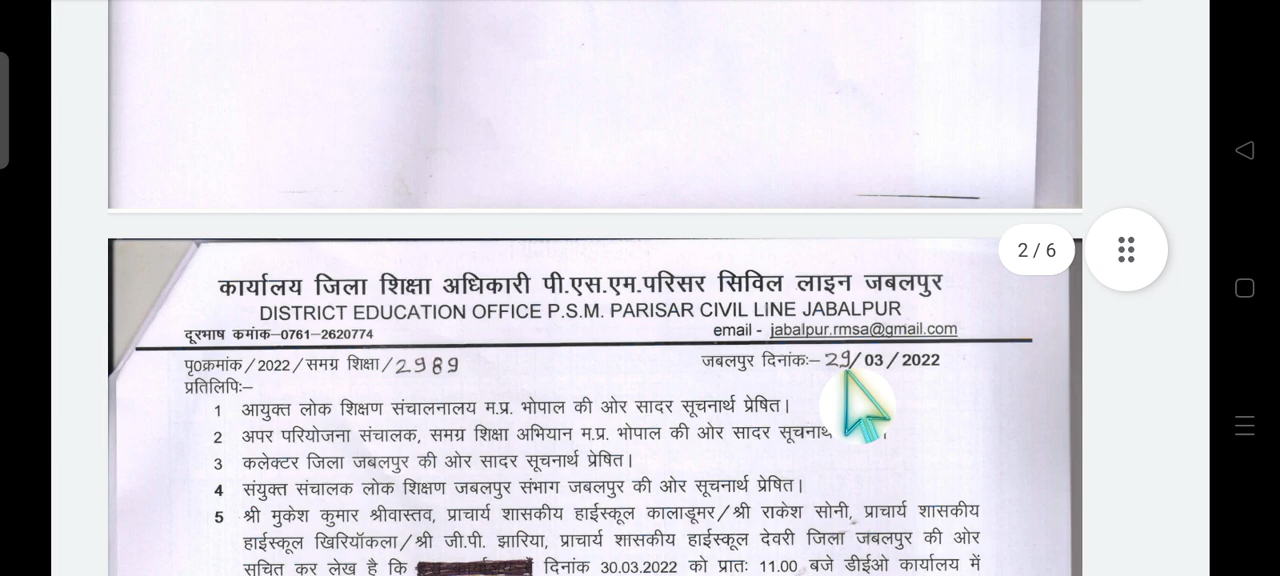 2 / 6
कार्यालय जिला शिक्षा अधिकारी पी.एस.एम.परिसर सिविल लाइन जबलपुर
DISTRICT EDUCATION OFFICE P.S.M. PARISAR CIVIL LINE JABALPUR
दूरभाष कमांक–0761–2620774 email - jabalpur.rmsa@gmail.com
पृ0क्रमांक / 2022 / समग्र शिक्षा / 2989 जबलपुर दिनांकः– 29/ 03 / 2022
प्रतिलिपिः–
1 आयुक्त लोक शिक्षण संचालनालय म.प्र. भोपाल की ओर सादर सूचनार्थ प्रेषित।
2 अपर परियोजना संचालक, समग्र शिक्षा अभियान म.प्र. भोपाल की ओर सादर सूचनार्थ
3 कलेक्टर जिला जबलपुर की ओर सादर सूचनार्थ प्रेषित।
4 संयुक्त संचालक लोक शिक्षण जबलपुर संभाग जबलपुर की ओर सूचनार्थ प्रेषित।
5 श्री मुकेश कुमार श्रीवास्तव, प्राचार्य शासकीय हाईस्कूल कालाडूमर / श्री राकेश सोनी, प्राचार्य शासकीय
हाईस्कूल खिरियॉकला / श्री जी.पी. झारिया, प्राचार्य शासकीय हाईस्कूल देवरी जिला जबलपुर की ओर
सूचित कर लेख है कि दिनांक 30.03.2022 को प्रातः 11.00 बजे डीईओ कार्यालय में